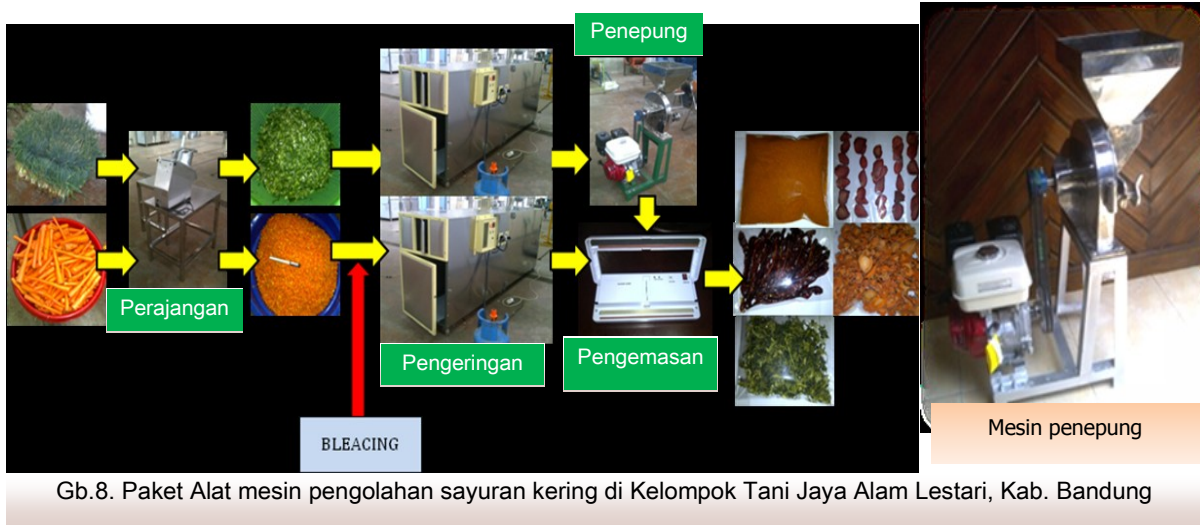 Penepung
Perajangan
Pengeringan
Pengemasan
BLEACING
Mesin penepung
Gb.8. Paket Alat mesin pengolahan sayuran kering di Kelompok Tani Jaya Alam Lestari, Kab. Bandung